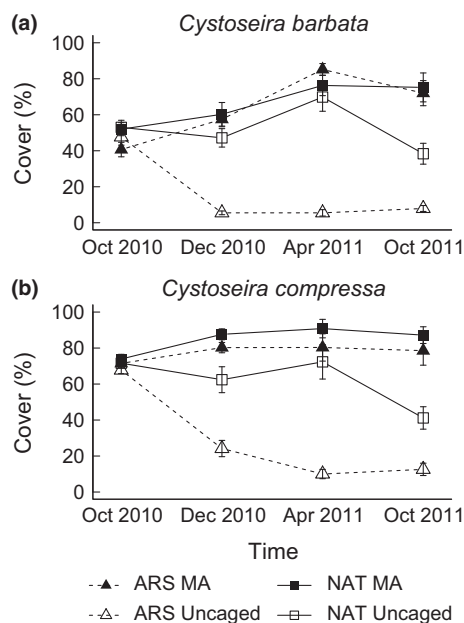 (a) Cystoseira barbata
100
80
60
40
20
0
Cover (%)
Oct 2010 Dec 2010 Apr 2011 Oct 2011
(b) Cystoseira compressa
100
80
60
40
20
0
Cover (%)
Oct 2010 Dec 2010 Apr 2011 Oct 2011
Time
ARS MA NAT MA
ARS Uncaged NAT Uncaged